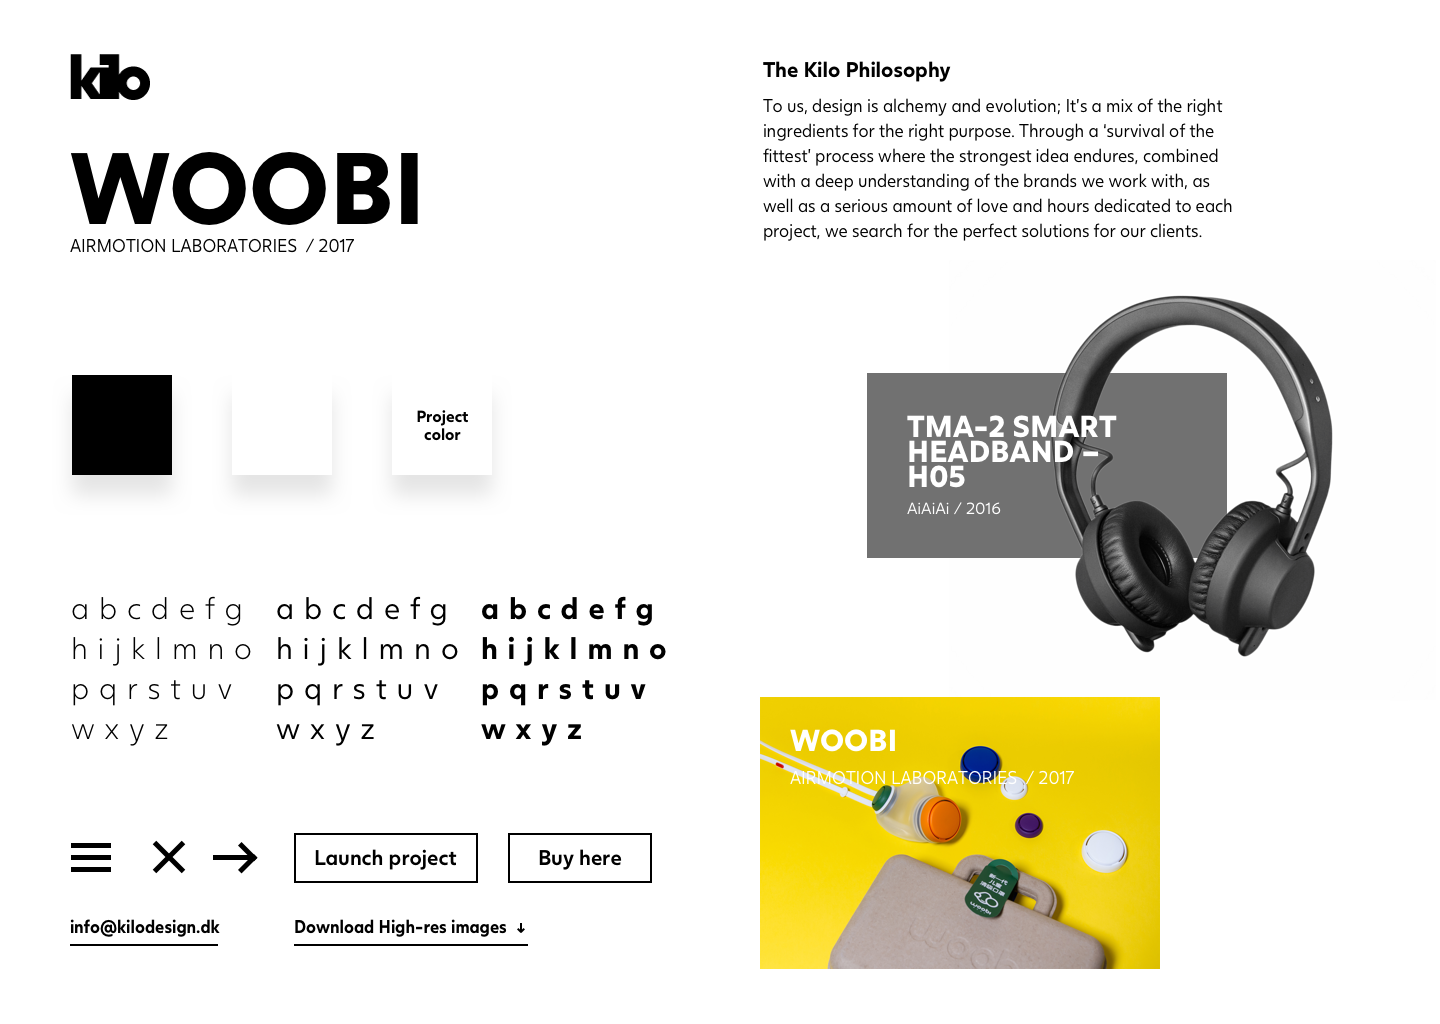 kilo
WOOBI
AIRMOTION LABORATORIES / 2017
Project
color
a b c d e f g
h i j k l m n o
p q r s t u v
w x y z
a b c d e f g
h i j k l m n o
p q r s t u v
w x y z
a b c d e f g
h i j k l m n o
p q r s t u v
w x y z
Launch project
Buy here
info@kilodesign.dk
Download High-res images ↓
The Kilo Philosophy
To us, design is alchemy and evolution; It's a mix of the right
ingredients for the right purpose. Through a 'survival of the
fittest' process where the strongest idea endures, combined
with a deep understanding of the brands we work with, as
well as a serious amount of love and hours dedicated to each
project, we search for the perfect solutions for our clients.
TMA-2 SMART
HEADBAND –
H05
AiAiAi / 2016
WOOBI
AIRMOTION LABORATORIES / 2017
woobi